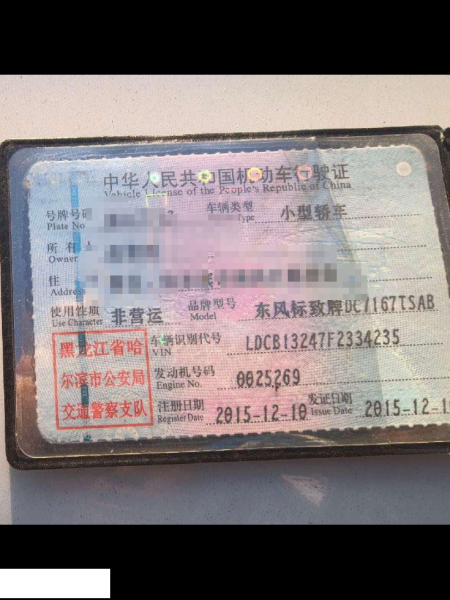 中华人民共和国机动车行驶证
Vehicle License of the People's Republic of China
号牌号码 车辆类型 小型轿车
Plate No Type
所有人
Owner
住
Address
使用性质 非营运 品牌型号 东风标致牌DC7167TSAB
Use Character Model
黑龙江省哈
尔滨市公安局
交通警察支队
车辆识别代号 LDCB13247F2334235
VIN
发动机号码 0025269
Engine No.
注册日期 2015-12-10 发证日期 2015-12-1
Register Date Issue Date